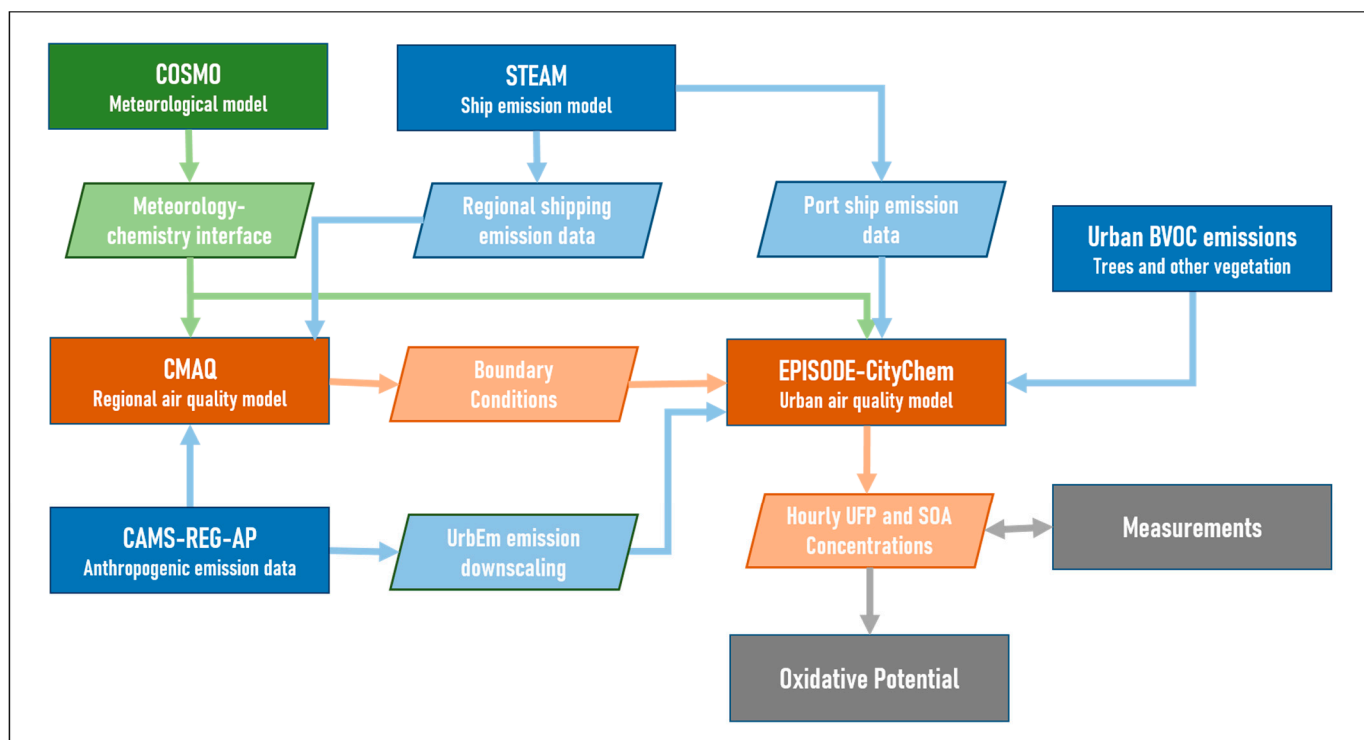 COSMO
Meteorological model
STEAM
Ship emission model
Meteorology-
chemistry interface
Regional shipping
emission data
Port ship emission
data
Urban BVOC emissions
Trees and other vegetation
CMAQ
Regional air quality model
Boundary
Conditions
EPISODE-CityChem
Urban air quality model
CAMS-REG-AP
Anthropogenic emission data
UrbEm emission
downscaling
Hourly UFP and SOA
Concentrations
Measurements
Oxidative Potential